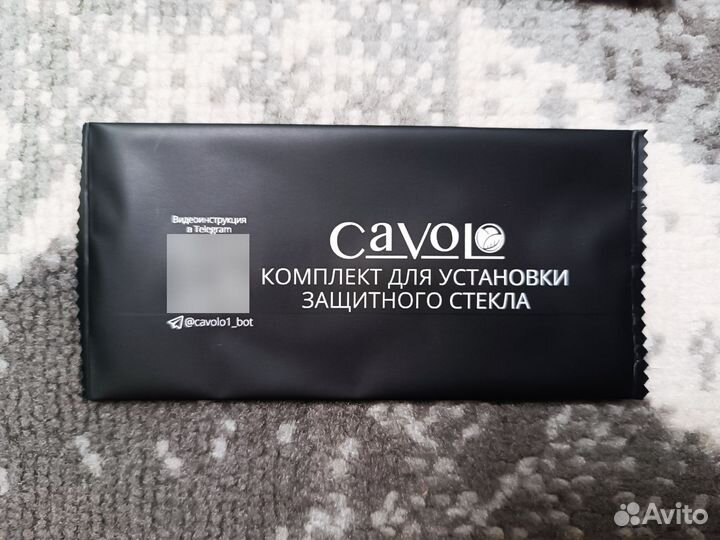 Видеоинструкция
в Telegram
@cavolo1_bot
CAVOLO
КОМПЛЕКТ ДЛЯ УСТАНОВКИ
ЗАЩИТНОГО СТЕКЛА
Avito